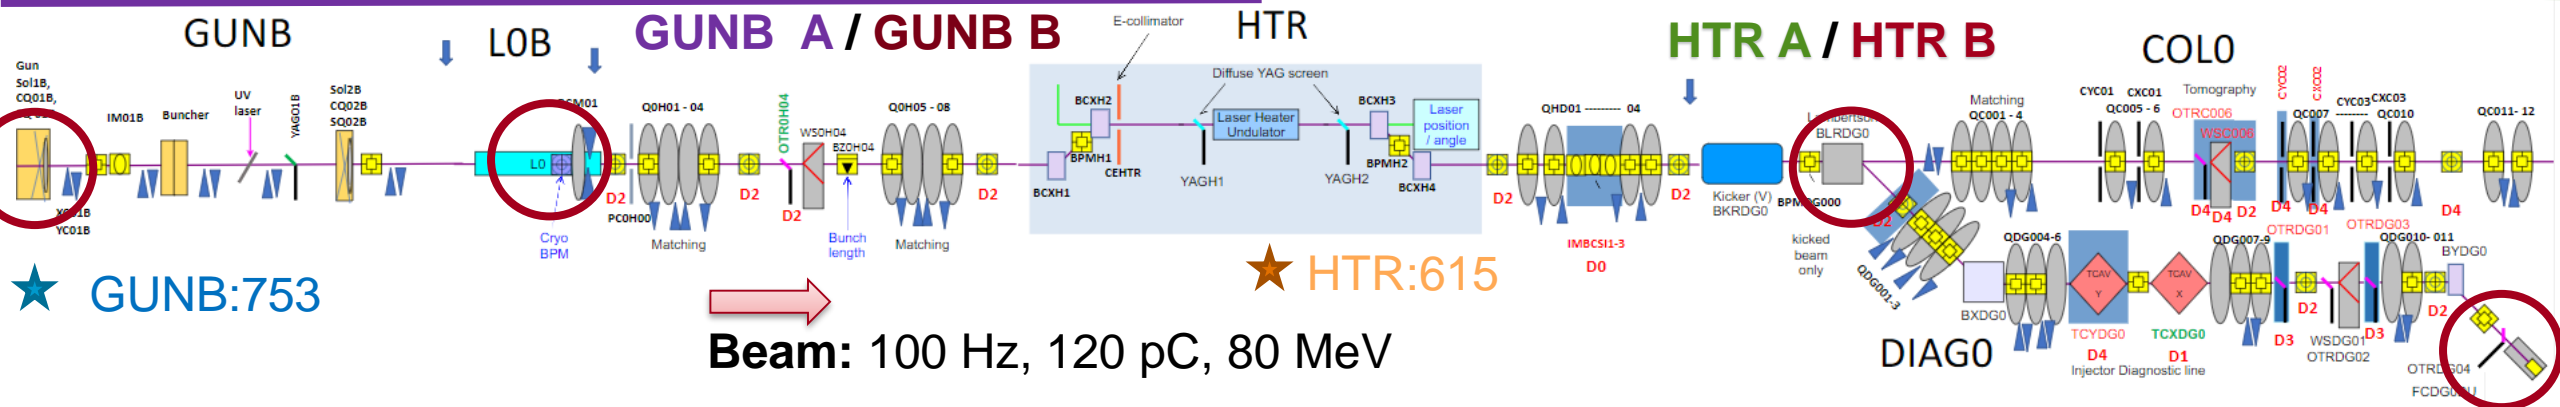 GUNB
L0B
GUNB A / GUNB B
HTR
HTR A / HTR B
COL0
Gun
Sol1B,
CQ01B,
IM01B
Buncher
UV
laser
YAG01B
Sol2B
CQ02B
SQ02B
YC01B
L0
Cryo
BPM
D2
PC0H00
Q0H01 - 04
Matching
D2
OTR0H04
D2
WS0H04
BZ0H04
Bunch
length
Q0H05 - 08
Matching
D2
E-collimator
BCXH1
BPMH1
BCXH2
CEHTR
Diffuse YAG screen
YAGH1
Laser Heater
Undulator
YAGH2
BCXH3
BPMH2
BCXH4
Laser
position
/ angle
D2
QHD01 --------- 04
IMBCSI1-3
D0
D2
Kicker (V)
BKRDG0
BLRDG0
kicked
beam
only
D2
QDG001-3
Matching
QC001 - 4
CYC01
CXC01
QC005 - 6
Tomography
OTRC006
WSC006
D4
D4
D2
CYC02
CXC02
QC007 -------- QC010
CYC03
CXC03
D4
D4
D4
QC011- 12
BXDG0
QDG004-6
TCAV
Y
TCYDG0
D4
TCAV
X
TCXDG0
D1
Injector Diagnostic line
QDG007-9
OTRDG01
D3
D2
WSDG01
OTRDG02
OTRDG03
D3
QDG010- 011
D2
BYDG0
OTRDG04
DIAG0
GUNB:753
HTR:615
Beam: 100 Hz, 120 pC, 80 MeV